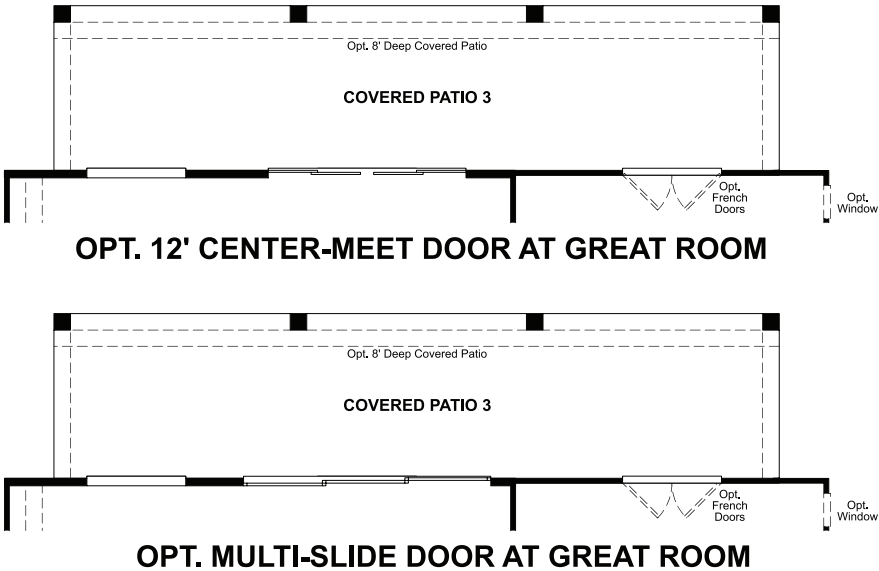 Opt. 8' Deep Covered Patio
COVERED PATIO 3
Opt.
French
Doors
Opt.
Window
OPT. 12' CENTER-MEET DOOR AT GREAT ROOM
Opt. 8' Deep Covered Patio
COVERED PATIO 3
Opt.
French
Doors
Opt.
Window
OPT. MULTI-SLIDE DOOR AT GREAT ROOM